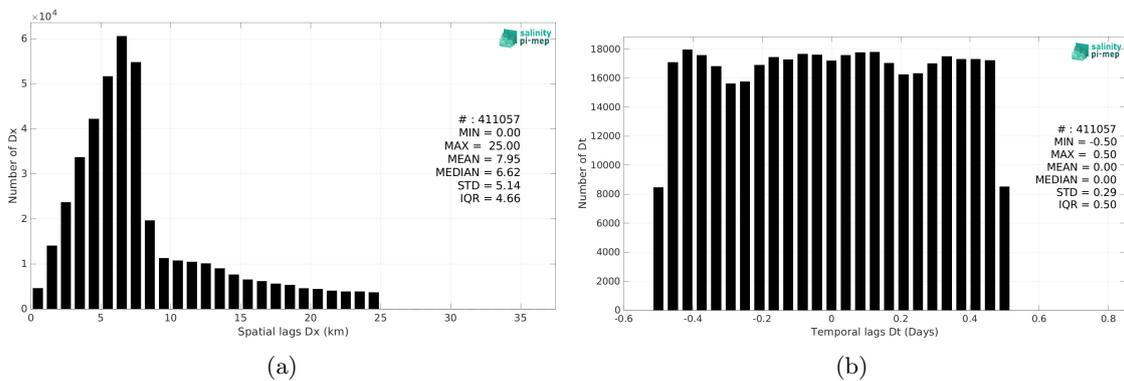 ×10⁴
6
5
4
3
2
1
0
Number of Dx
0 5 10 15 20 25 30 35
Spatial lags Dx (km)
salinity
pi-mep
# : 411057
MIN = 0.00
MAX = 25.00
MEAN = 7.95
MEDIAN = 6.62
STD = 5.14
IQR = 4.66
(a)
18000
16000
14000
12000
10000
8000
6000
4000
2000
0
Number of Dt
-0.6 -0.4 -0.2 0 0.2 0.4 0.6 0.8
Temporal lags Dt (Days)
salinity
pi-mep
# : 411057
MIN = -0.50
MAX = 0.50
MEAN = 0.00
MEDIAN = 0.00
STD = 0.29
IQR = 0.50
(b)